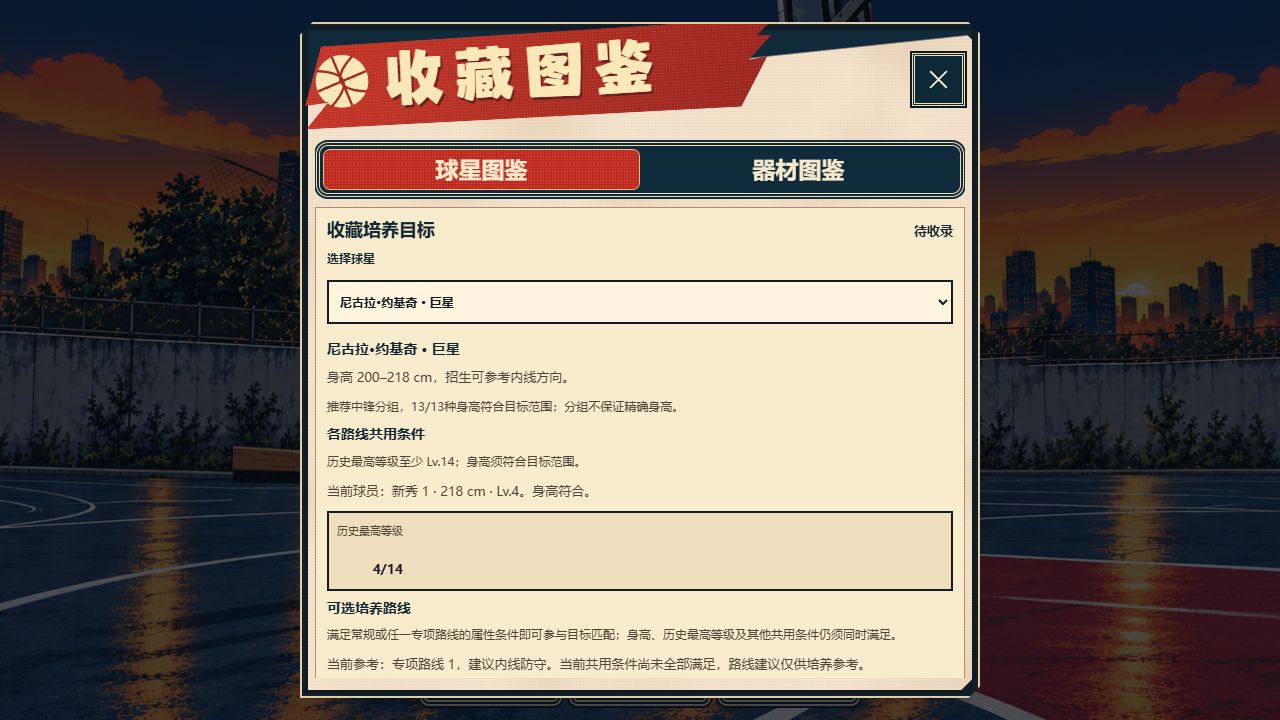 收藏图鉴
球星图鉴
器材图鉴
收藏培养目标
待收录
选择球星
尼古拉•约基奇 • 巨星
尼古拉•约基奇 • 巨星
身高 200–218 cm，招生可参考内线方向。
推荐中锋分组，13/13种身高符合目标范围；分组不保证精确身高。
各路线共用条件
历史最高等级至少 Lv.14；身高须符合目标范围。
当前球员：新秀 1 · 218 cm · Lv.4。身高符合。
历史最高等级
4/14
可选培养路线
满足常规或任一专项路线的属性条件即可参与目标匹配；身高、历史最高等级及其他共用条件仍须同时满足。
当前参考：专项路线 1，建议内线防守。当前共用条件尚未全部满足，路线建议仅供培养参考。